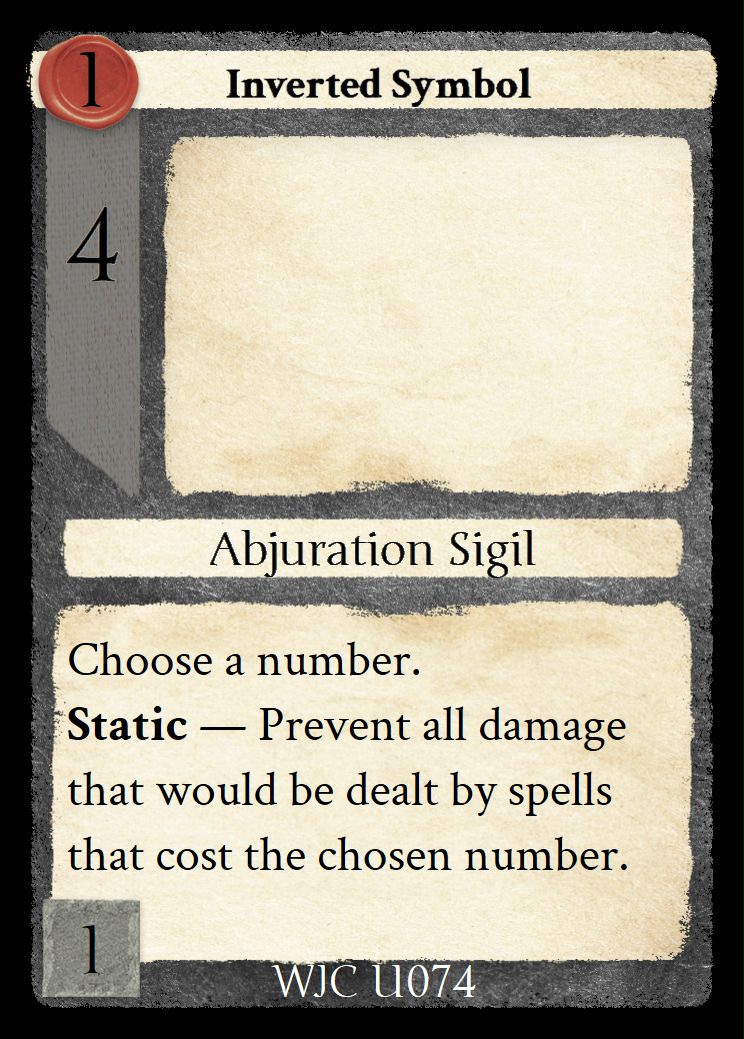 1
Inverted Symbol
4
Abjuration Sigil
Choose a number.
Static — Prevent all damage
that would be dealt by spells
that cost the chosen number.
1
WJC U074